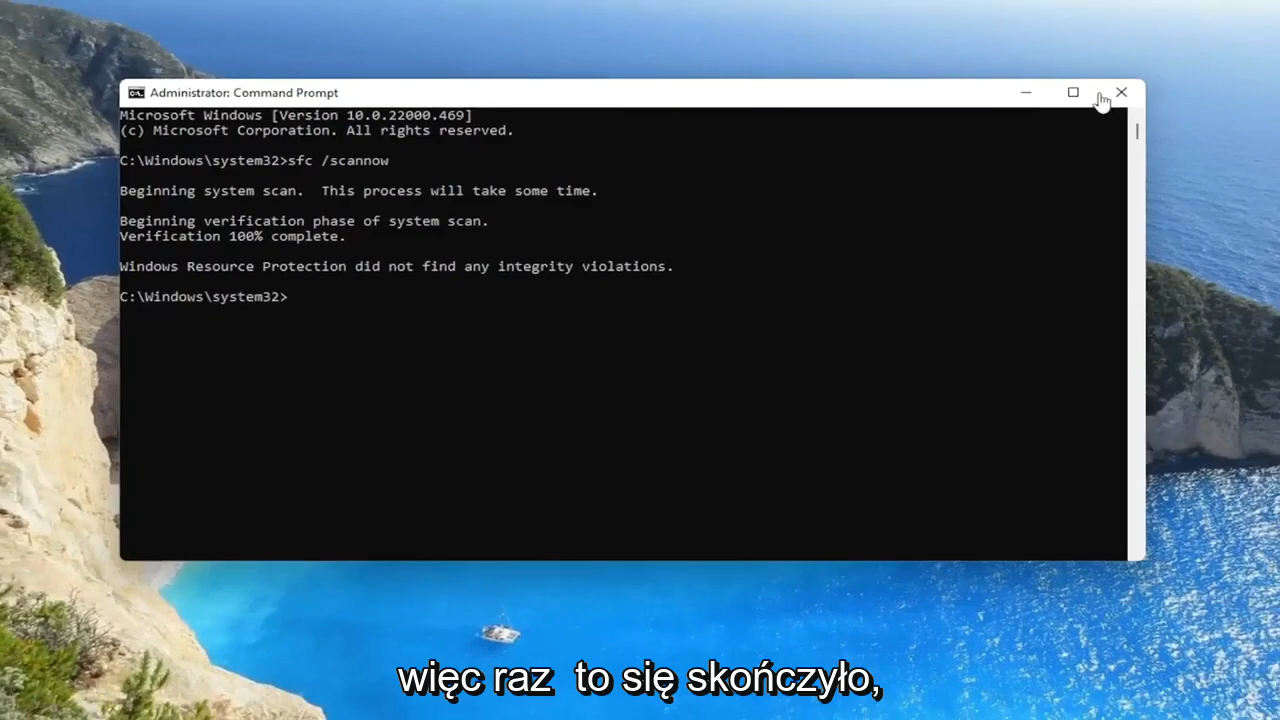 Administrator: Command Prompt
Microsoft Windows [Version 10.0.22000.469]
(c) Microsoft Corporation. All rights reserved.
C:\Windows\system32>sfc /scannow
Beginning system scan.  This process will take some time.
Beginning verification phase of system scan.
Verification 100% complete.
Windows Resource Protection did not find any integrity violations.
C:\Windows\system32>
więc raz  to się skończyło,